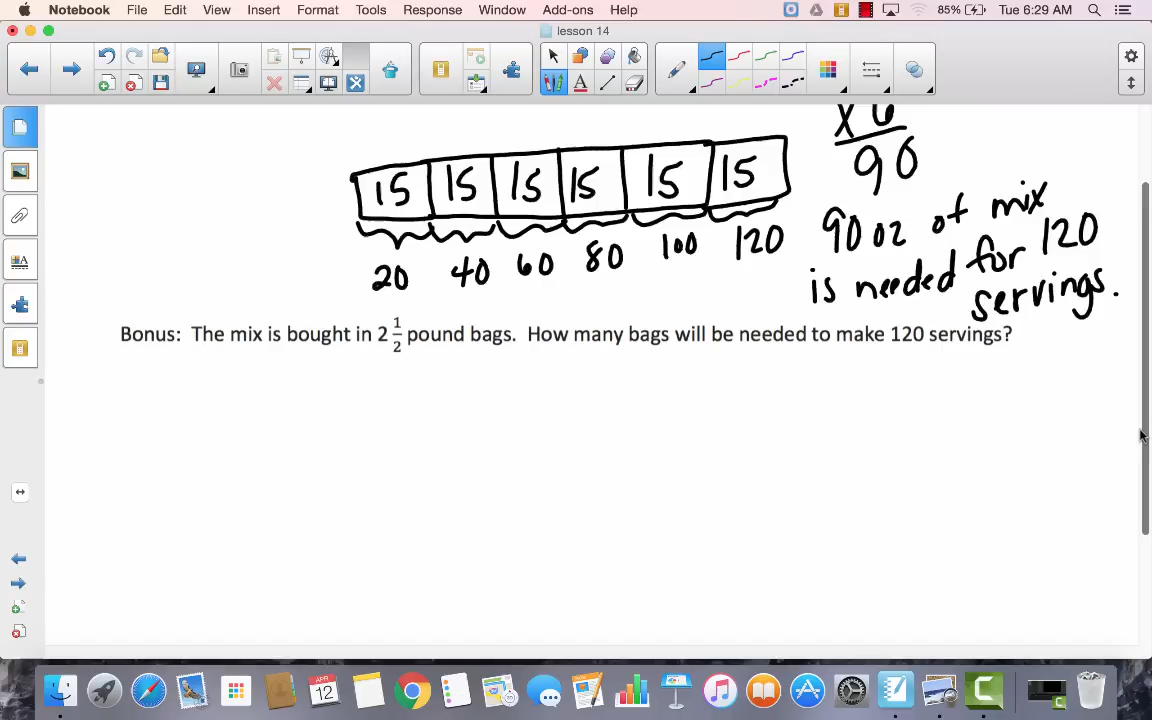 Notebook File Edit View Insert Format Tools Response Window Add-ons Help 85% Tue 6:29 AM
lesson 14
A
A
x 6
90
15 15 15 15 15 15
20 40 60 80 100 120
90 oz of mix
is needed for 120
servings.
Bonus: The mix is bought in 2 1/2 pound bags. How many bags will be needed to make 120 servings?
APR
12